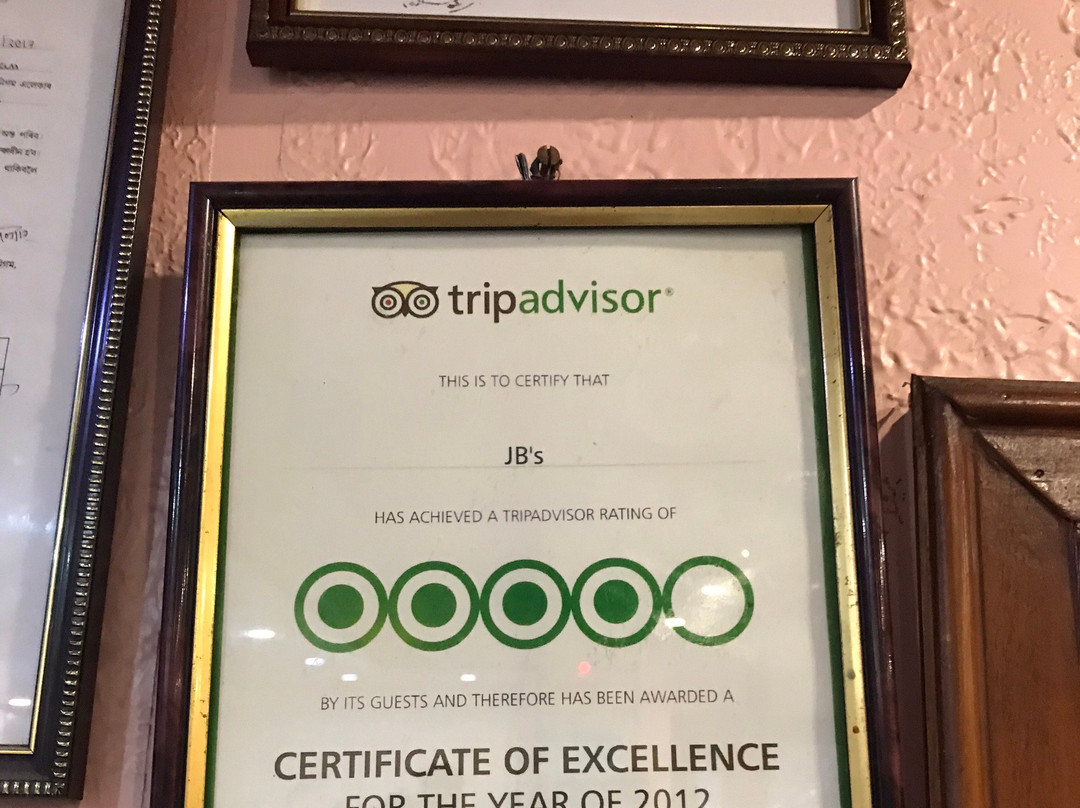 /2017
tripadvisor®
THIS IS TO CERTIFY THAT
JB's
HAS ACHIEVED A TRIPADVISOR RATING OF
BY ITS GUESTS AND THEREFORE HAS BEEN AWARDED A
CERTIFICATE OF EXCELLENCE
FOR THE YEAR OF 2012